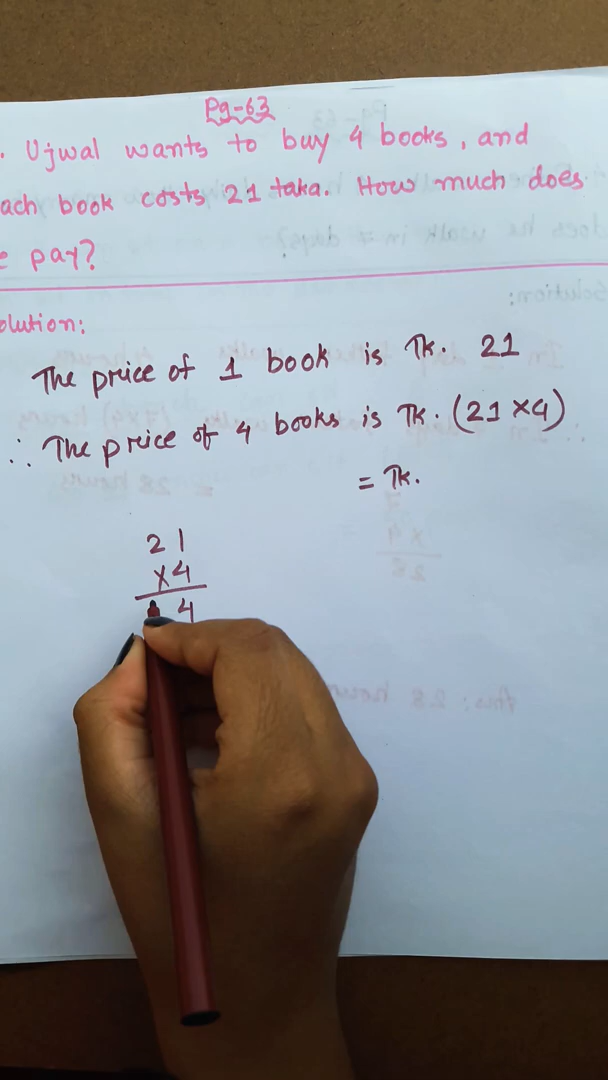 Pg-63
. Ujwal wants to buy 4 books, and
ach book costs 21 taka. How much does
e pay?
olution:
The price of 1 book is Tk. 21
∴ The price of 4 books is Tk. (21×4)
= Tk.
21
×4
4